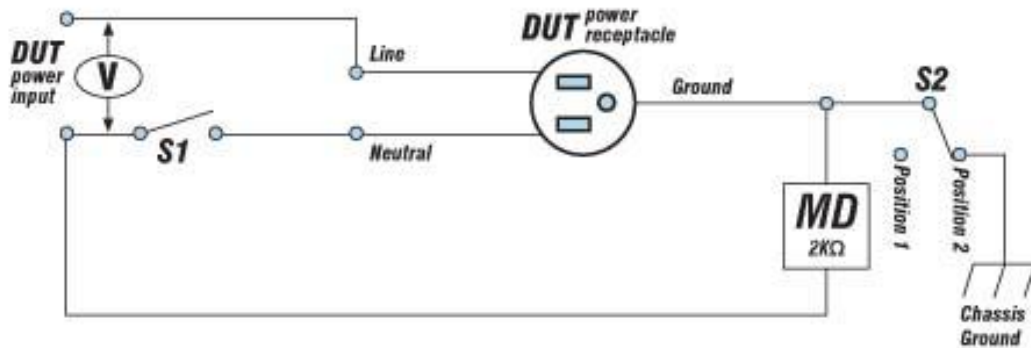 DUT
power
input
V
S1
Line
Neutral
DUT power
receptacle
Ground
S2
MD
2KΩ
Position 1
Position 2
Chassis
Ground